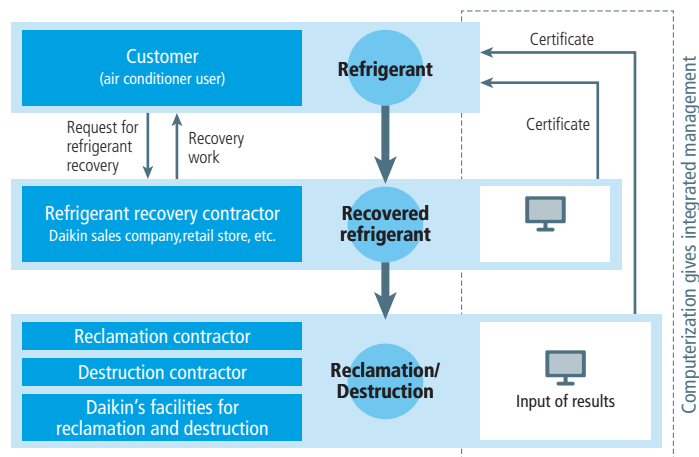 Customer
(air conditioner user)
Refrigerant
Certificate
Certificate
Request for
refrigerant
recovery
Recovery
work
Refrigerant recovery contractor
Daikin sales company,retail store, etc.
Recovered
refrigerant
Reclamation contractor
Destruction contractor
Daikin's facilities for
reclamation and destruction
Reclamation/
Destruction
Input of results
Computerization gives integrated management